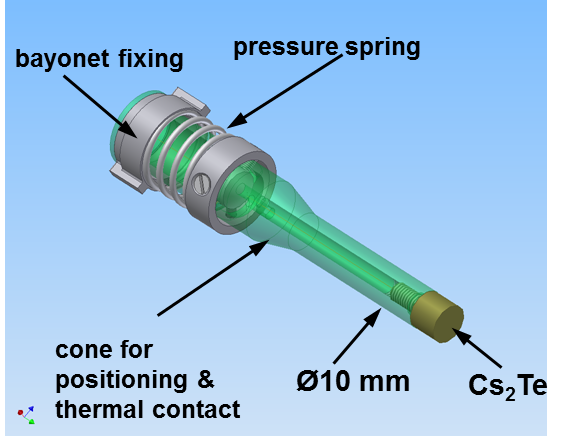 pressure spring
bayonet fixing
cone for
positioning &
thermal contact
Ø10 mm
Cs₂Te